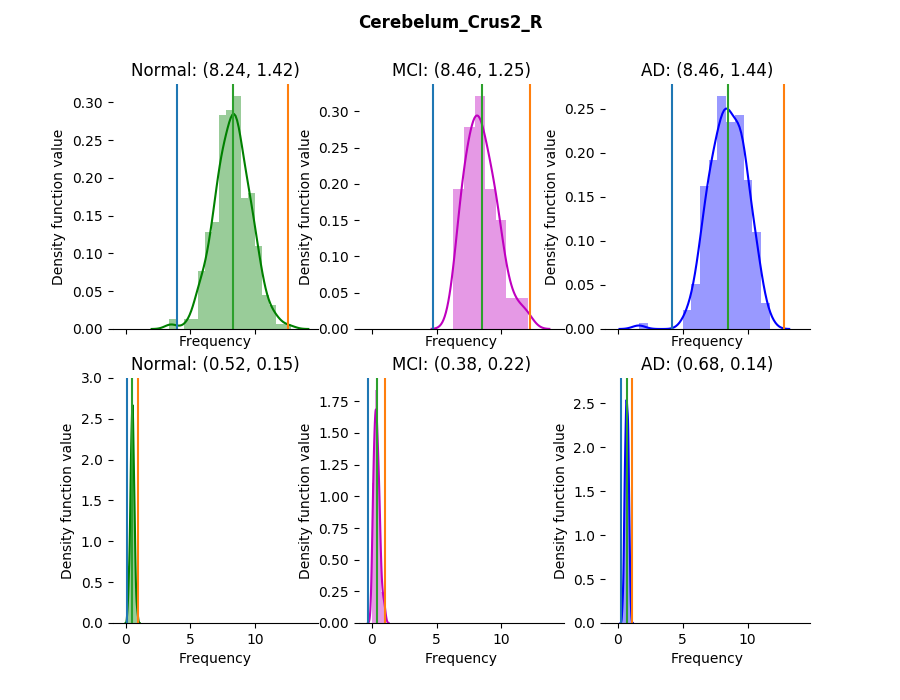 Cerebelum_Crus2_R
Normal: (8.24, 1.42)
MCI: (8.46, 1.25)
AD: (8.46, 1.44)
Density function value
0.30
0.25
0.20
0.15
0.10
0.05
0.00
Frequency
Density function value
0.30
0.25
0.20
0.15
0.10
0.05
0.00
Frequency
Density function value
0.25
0.20
0.15
0.10
0.05
0.00
Frequency
Normal: (0.52, 0.15)
MCI: (0.38, 0.22)
AD: (0.68, 0.14)
Density function value
3.0
2.5
2.0
1.5
1.0
0.5
0.0
0 5 10
Frequency
Density function value
1.75
1.50
1.25
1.00
0.75
0.50
0.25
0.00
0 5 10
Frequency
Density function value
2.5
2.0
1.5
1.0
0.5
0.0
0 5 10
Frequency